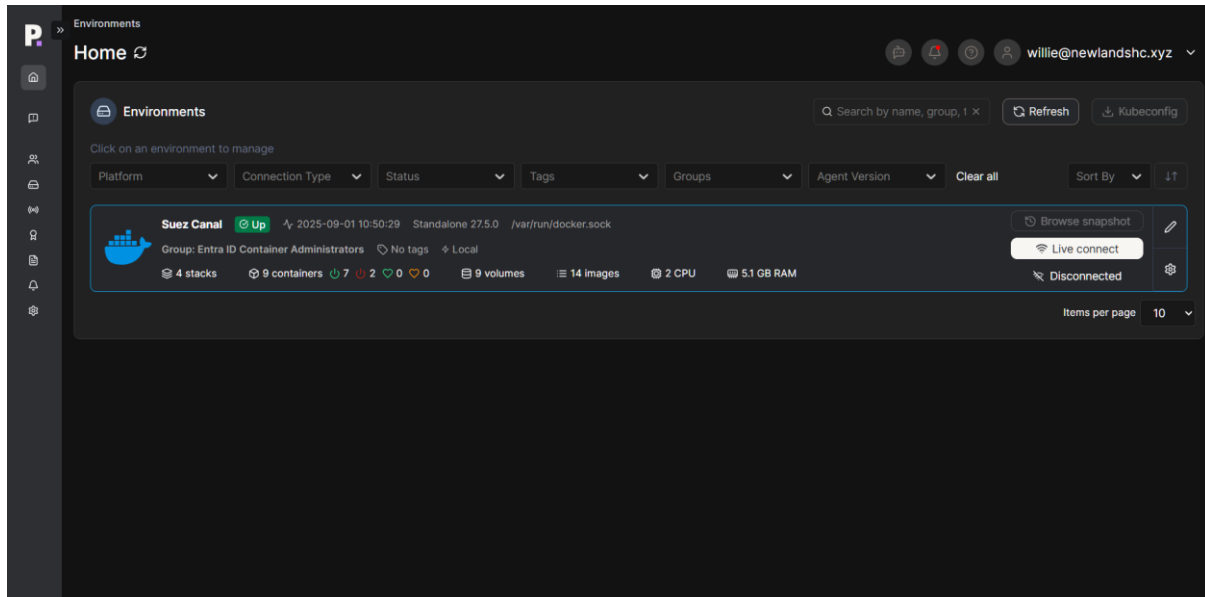 P.
»
Environments
Home
willie@newlandshc.xyz
Environments
Search by name, group, t
Refresh
Kubeconfig
Click on an environment to manage
Platform
Connection Type
Status
Tags
Groups
Agent Version
Clear all
Sort By
Suez Canal
Up
2025-09-01 10:50:29
Standalone 27.5.0
/var/run/docker.sock
Browse snapshot
Group: Entra ID Container Administrators
No tags
Local
Live connect
4 stacks
9 containers
7
2
0
0
9 volumes
14 images
2 CPU
5.1 GB RAM
Disconnected
Items per page
10